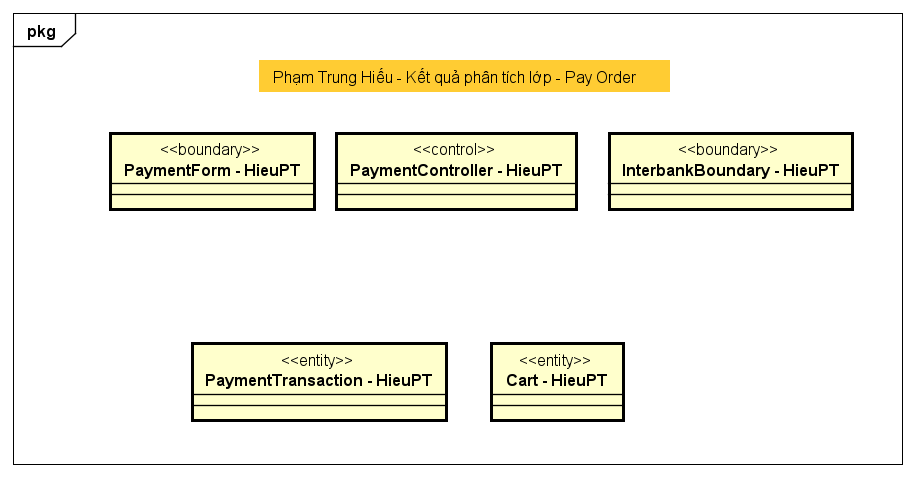 pkg
Phạm Trung Hiếu - Kết quả phân tích lớp - Pay Order
<<boundary>>
PaymentForm - HieuPT
<<control>>
PaymentController - HieuPT
<<boundary>>
InterbankBoundary - HieuPT
<<entity>>
PaymentTransaction - HieuPT
<<entity>>
Cart - HieuPT